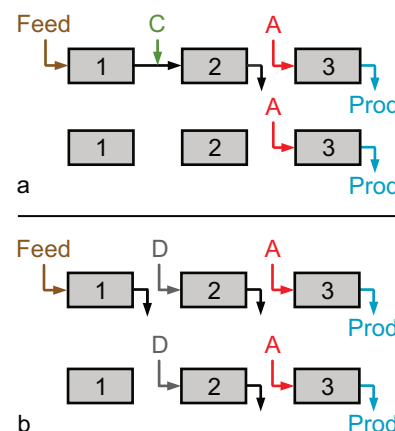 Feed C A
1 2 3
Prod
A
1 2 3
Prod
a
Feed D A
1 2 3
Prod
D A
1 2 3
Prod
b